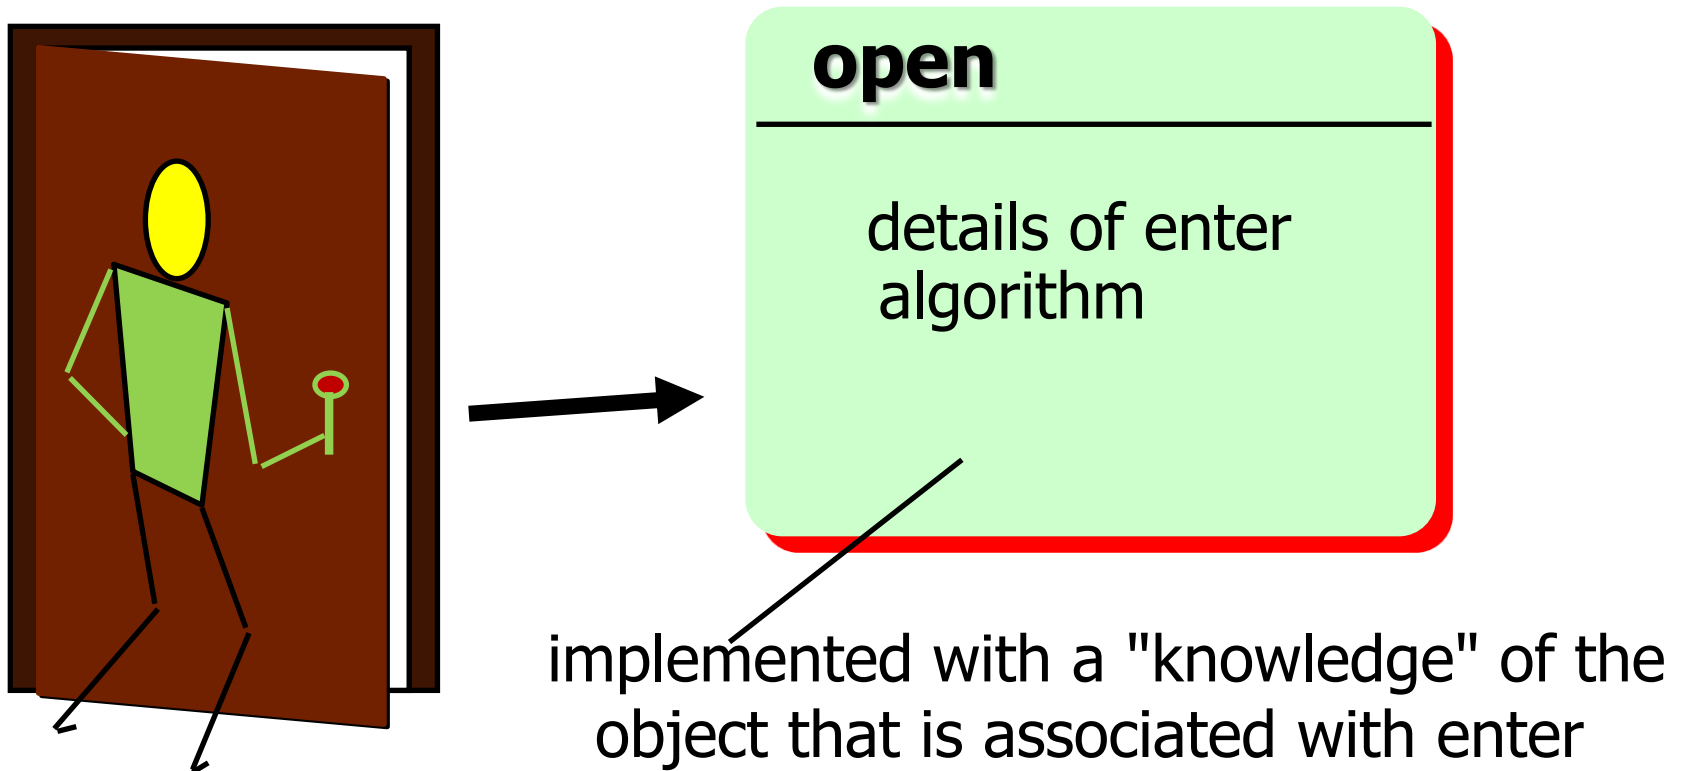 open
details of enter
algorithm
implemented with a "knowledge" of the
object that is associated with enter